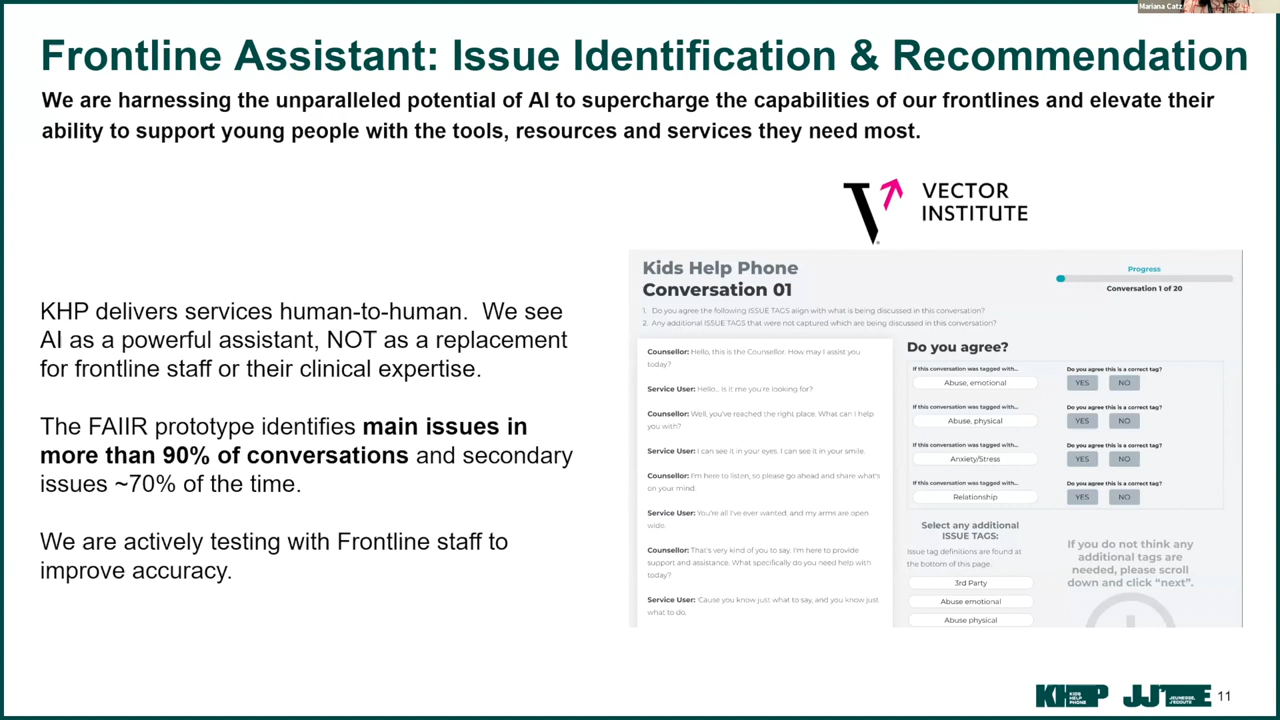 Mariana Catz
Frontline Assistant: Issue Identification & Recommendation
We are harnessing the unparalleled potential of AI to supercharge the capabilities of our frontlines and elevate their
ability to support young people with the tools, resources and services they need most.
VECTOR
INSTITUTE
KHP delivers services human-to-human. We see
AI as a powerful assistant, NOT as a replacement
for frontline staff or their clinical expertise.
The FAIIR prototype identifies main issues in
more than 90% of conversations and secondary
issues ~70% of the time.
We are actively testing with Frontline staff to
improve accuracy.
Kids Help Phone
Conversation 01
1. Do you agree the following ISSUE TAGS align with what is being discussed in this conversation?
2. Any additional ISSUE TAGS that were not captured which are being discussed in this conversation?
Progress
Conversation 1 of 20
Counsellor: Hello, this is the Counsellor. How may I assist you
today?
Service User: Hello... Is it me you're looking for?
Counsellor: Well, you've reached the right place. What can I help
you with?
Service User: I can see it in your eyes. I can see it in your smile.
Counsellor: I'm here to listen, so please go ahead and share what's
on your mind.
Service User: You're all I've ever wanted, and my arms are open
wide.
Counsellor: That's very kind of you to say. I'm here to provide
support and assistance. What specifically do you need help with
today?
Service User: 'Cause you know just what to say, and you know just
what to do.
Do you agree?
If this conversation was tagged with...
Do you agree this is a correct tag?
Abuse, emotional
YES
NO
If this conversation was tagged with...
Do you agree this is a correct tag?
Abuse, physical
YES
NO
If this conversation was tagged with...
Do you agree this is a correct tag?
Anxiety/Stress
YES
NO
If this conversation was tagged with...
Do you agree this is a correct tag?
Relationship
YES
NO
Select any additional
ISSUE TAGS:
Issue tag definitions are found at
the bottom of this page.
3rd Party
Abuse emotional
Abuse physical
If you do not think any
additional tags are
needed, please scroll
down and click "next".
KHP
KIDS
HELP
PHONE
JEUNESSE,
J'ÉCOUTE
11